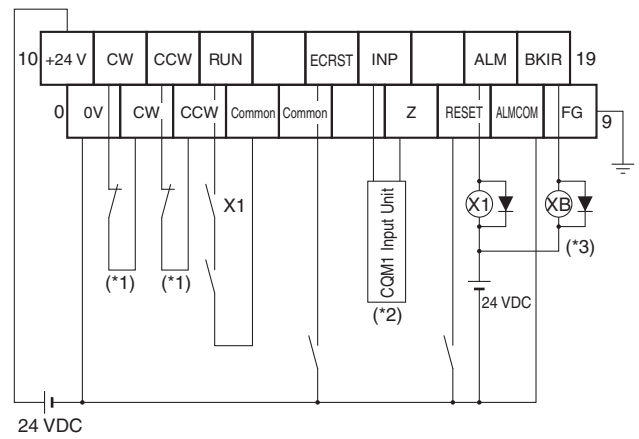 10 +24 V CW CCW RUN ECRST INP ALM BKIR 19
0 0V CW CCW Common Common Z RESET ALMCOM FG 9
X1 X1 XB
CQM1 Input Unit
(*1) (*1) (*2) (*3)
24 VDC
24 VDC